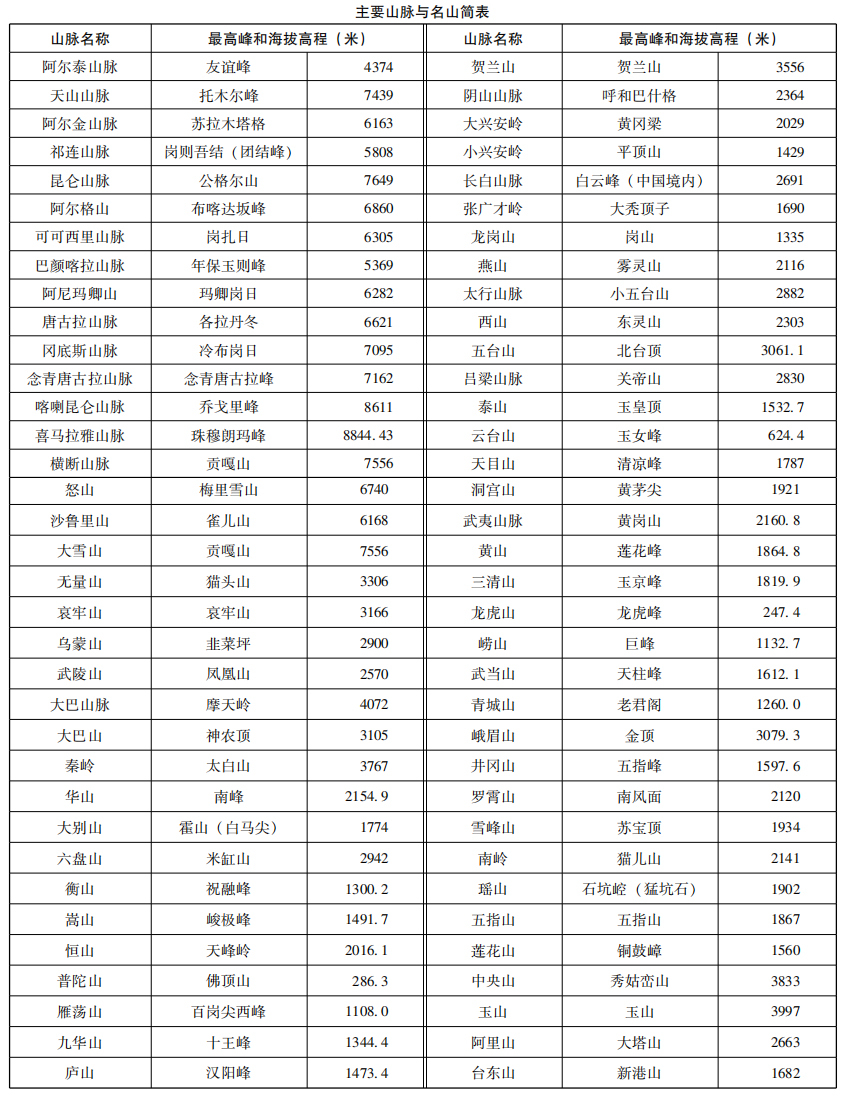 主要山脉与名山简表
山脉名称 最高峰和海拔高程（米） 山脉名称 最高峰和海拔高程（米）
阿尔泰山脉 友谊峰 4374 贺兰山 贺兰山 3556
天山山脉 托木尔峰 7439 阴山山脉 呼和巴什格 2364
阿尔金山脉 苏拉木塔格 6163 大兴安岭 黄冈梁 2029
祁连山脉 岗则吾结（团结峰） 5808 小兴安岭 平顶山 1429
昆仑山脉 公格尔山 7649 长白山脉 白云峰（中国境内） 2691
阿尔格山 布喀达坂峰 6860 张广才岭 大秃顶子 1690
可可西里山脉 岗扎日 6305 龙岗山 岗山 1335
巴颜喀拉山脉 年保玉则峰 5369 燕山 雾灵山 2116
阿尼玛卿山 玛卿岗日 6282 太行山脉 小五台山 2882
唐古拉山脉 各拉丹冬 6621 西山 东灵山 2303
冈底斯山脉 冷布岗日 7095 五台山 北台顶 3061.1
念青唐古拉山脉 念青唐古拉峰 7162 吕梁山脉 关帝山 2830
喀喇昆仑山脉 乔戈里峰 8611 泰山 玉皇顶 1532.7
喜马拉雅山脉 珠穆朗玛峰 8844.43 云台山 玉女峰 624.4
横断山脉 贡嘎山 7556 天目山 清凉峰 1787
怒山 梅里雪山 6740 洞宫山 黄茅尖 1921
沙鲁里山 雀儿山 6168 武夷山脉 黄岗山 2160.8
大雪山 贡嘎山 7556 黄山 莲花峰 1864.8
无量山 猫头山 3306 三清山 玉京峰 1819.9
哀牢山 哀牢山 3166 龙虎山 龙虎峰 247.4
乌蒙山 韭菜坪 2900 崂山 巨峰 1132.7
武陵山 凤凰山 2570 武当山 天柱峰 1612.1
大巴山脉 摩天岭 4072 青城山 老君阁 1260.0
大巴山 神农顶 3105 峨眉山 金顶 3079.3
秦岭 太白山 3767 井冈山 五指峰 1597.6
华山 南峰 2154.9 罗霄山 南风面 2120
大别山 霍山（白马尖） 1774 雪峰山 苏宝顶 1934
六盘山 米缸山 2942 南岭 猫儿山 2141
衡山 祝融峰 1300.2 瑶山 石坑崆（猛坑石） 1902
嵩山 峻极峰 1491.7 五指山 五指山 1867
恒山 天峰岭 2016.1 莲花山 铜鼓嶂 1560
普陀山 佛顶山 286.3 中央山 秀姑峦山 3833
雁荡山 百岗尖西峰 1108.0 玉山 玉山 3997
九华山 十王峰 1344.4 阿里山 大塔山 2663
庐山 汉阳峰 1473.4 台东山 新港山 1682